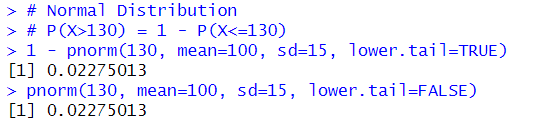 > # Normal Distribution
> # P(X>130) = 1 - P(X<=130)
> 1 - pnorm(130, mean=100, sd=15, lower.tail=TRUE)
[1] 0.02275013
> pnorm(130, mean=100, sd=15, lower.tail=FALSE)
[1] 0.02275013